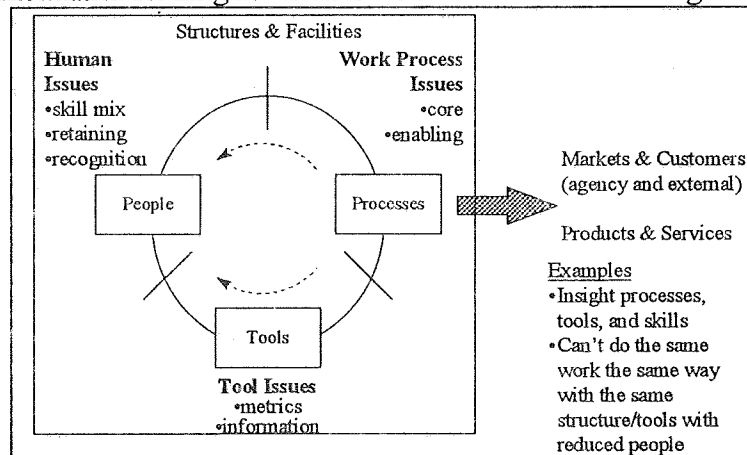 Structures & Facilities
Human
Issues
•skill mix
•retaining
•recognition
Work Process
Issues
•core
•enabling
People
Processes
Tools
Tool Issues
•metrics
•information
Markets & Customers
(agency and external)
Products & Services
Examples
•Insight processes,
tools, and skills
•Can't do the same
work the same way
with the same
structure/tools with
reduced people